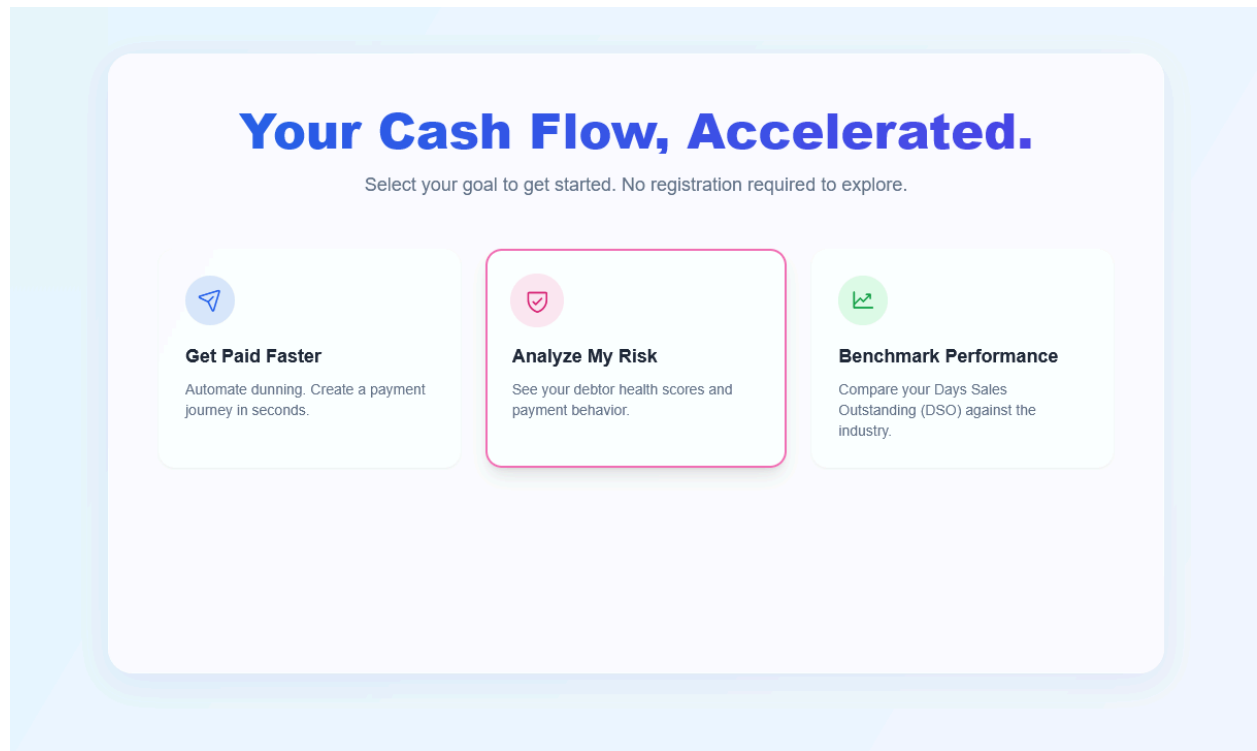 Your Cash Flow, Accelerated.
Select your goal to get started. No registration required to explore.
Get Paid Faster
Automate dunning. Create a payment
journey in seconds.
Analyze My Risk
See your debtor health scores and
payment behavior.
Benchmark Performance
Compare your Days Sales
Outstanding (DSO) against the
industry.